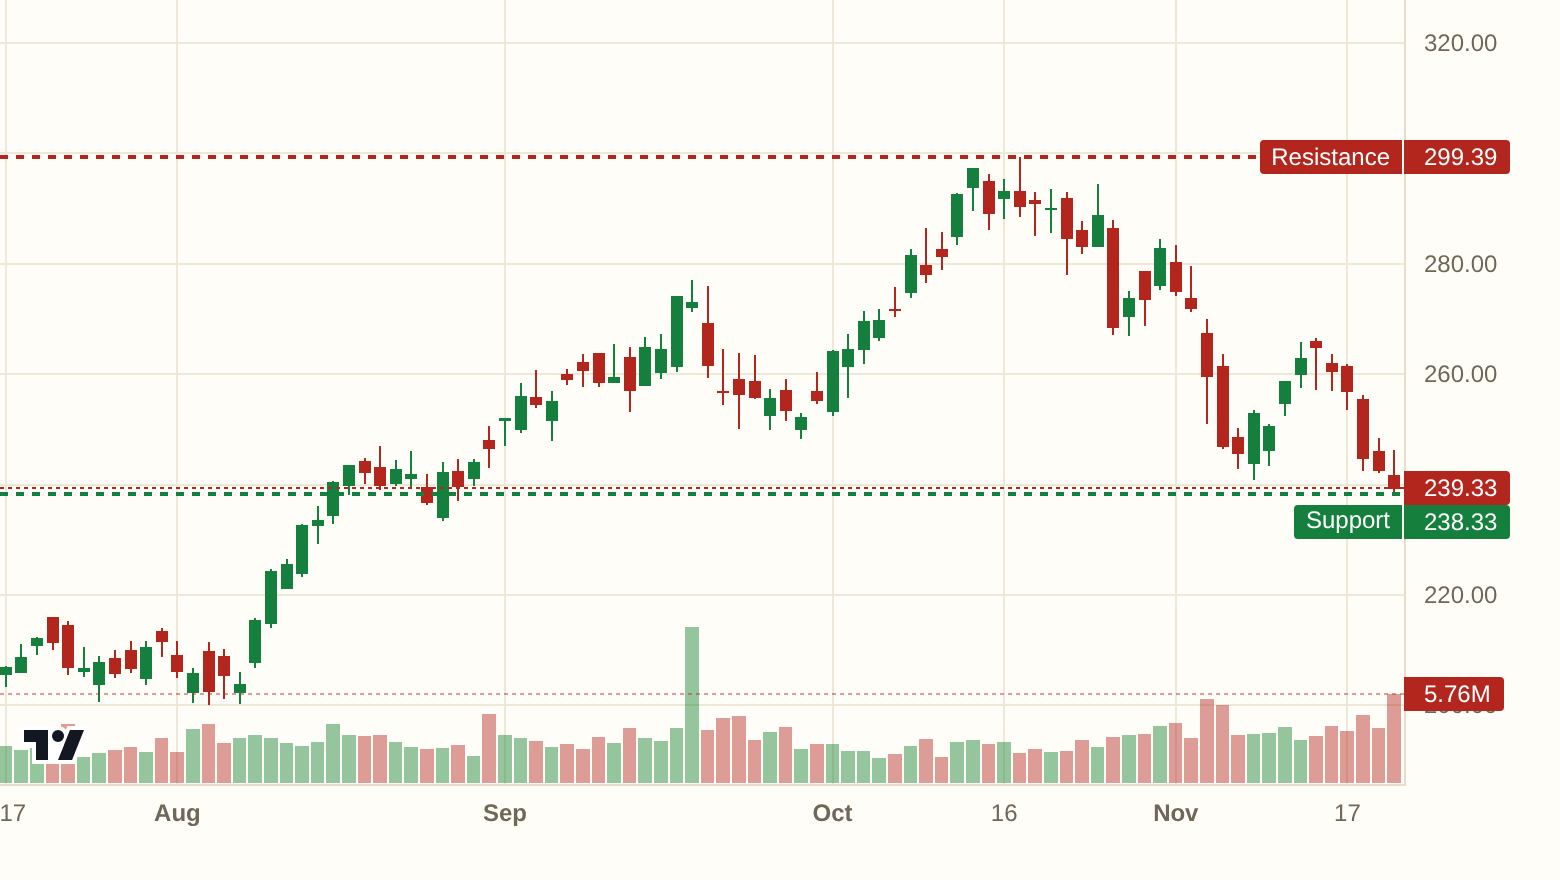 320.00
Resistance 299.39
280.00
260.00
239.33
Support 238.33
220.00
5.76M
17 Aug Sep Oct 16 Nov 17